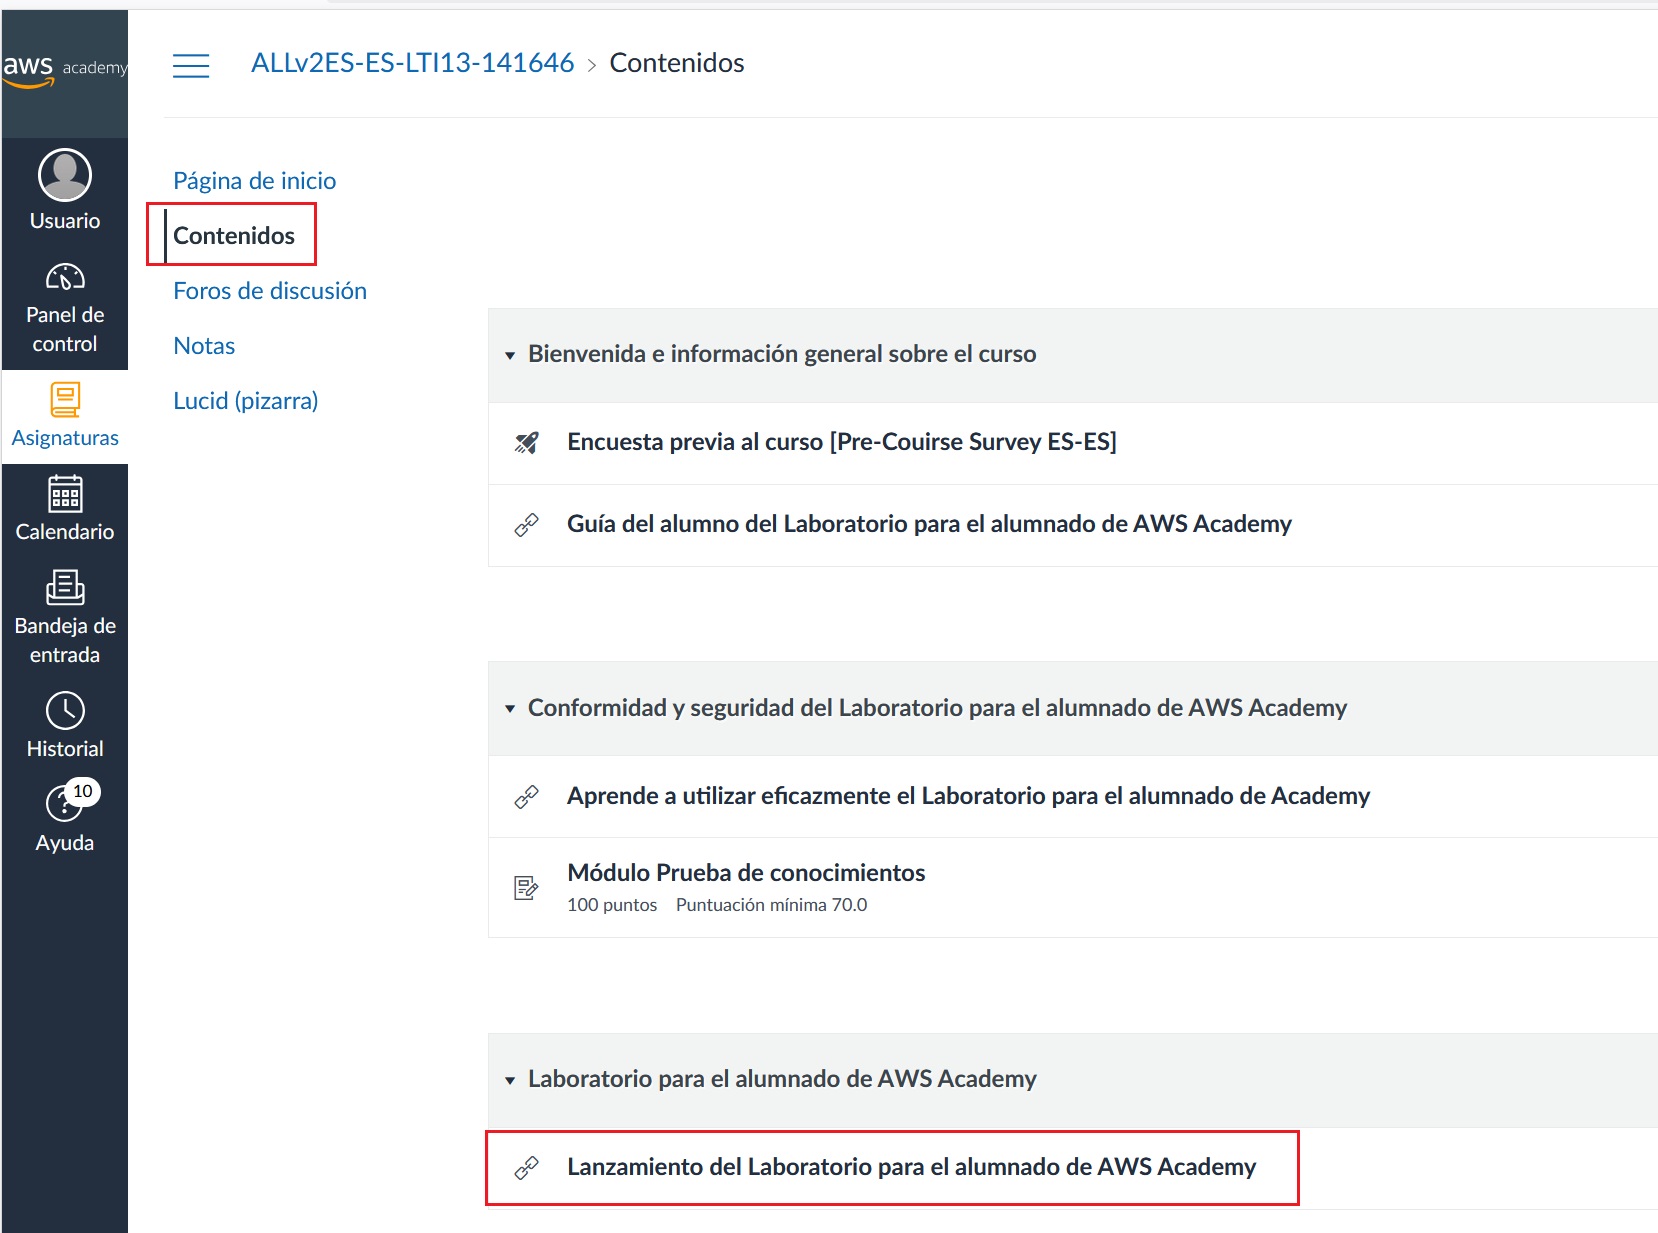 aws academy
ALLv2ES-ES-LTI13-141646 > Contenidos
Usuario
Panel de
control
Asignaturas
Calendario
Bandeja de
entrada
Historial
10
Ayuda
Página de inicio
Contenidos
Foros de discusión
Notas
Lucid (pizarra)
Bienvenida e información general sobre el curso
Encuesta previa al curso [Pre-Couirse Survey ES-ES]
Guía del alumno del Laboratorio para el alumnado de AWS Academy
Conformidad y seguridad del Laboratorio para el alumnado de AWS Academy
Aprende a utilizar eficazmente el Laboratorio para el alumnado de Academy
Módulo Prueba de conocimientos
100 puntos Puntuación mínima 70.0
Laboratorio para el alumnado de AWS Academy
Lanzamiento del Laboratorio para el alumnado de AWS Academy